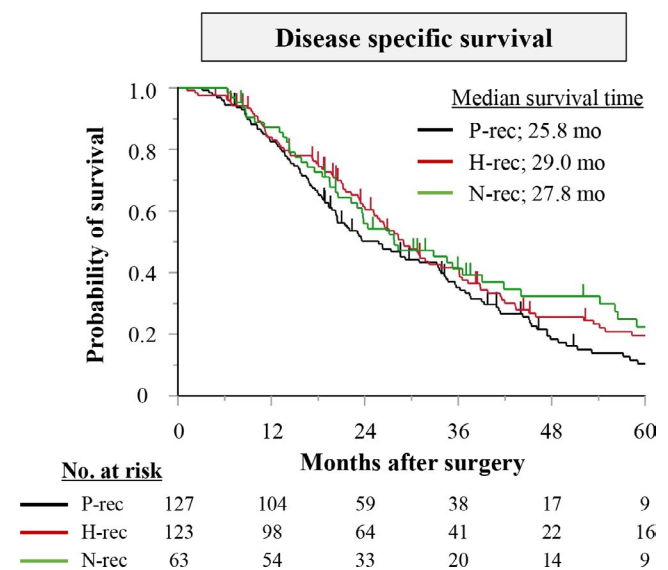 Disease specific survival
Median survival time
P-rec; 25.8 mo
H-rec; 29.0 mo
N-rec; 27.8 mo
Probability of survival
1.0
0.8
0.6
0.4
0.2
0
0 12 24 36 48 60
Months after surgery
No. at risk
P-rec 127 104 59 38 17 9
H-rec 123 98 64 41 22 16
N-rec 63 54 33 20 14 9